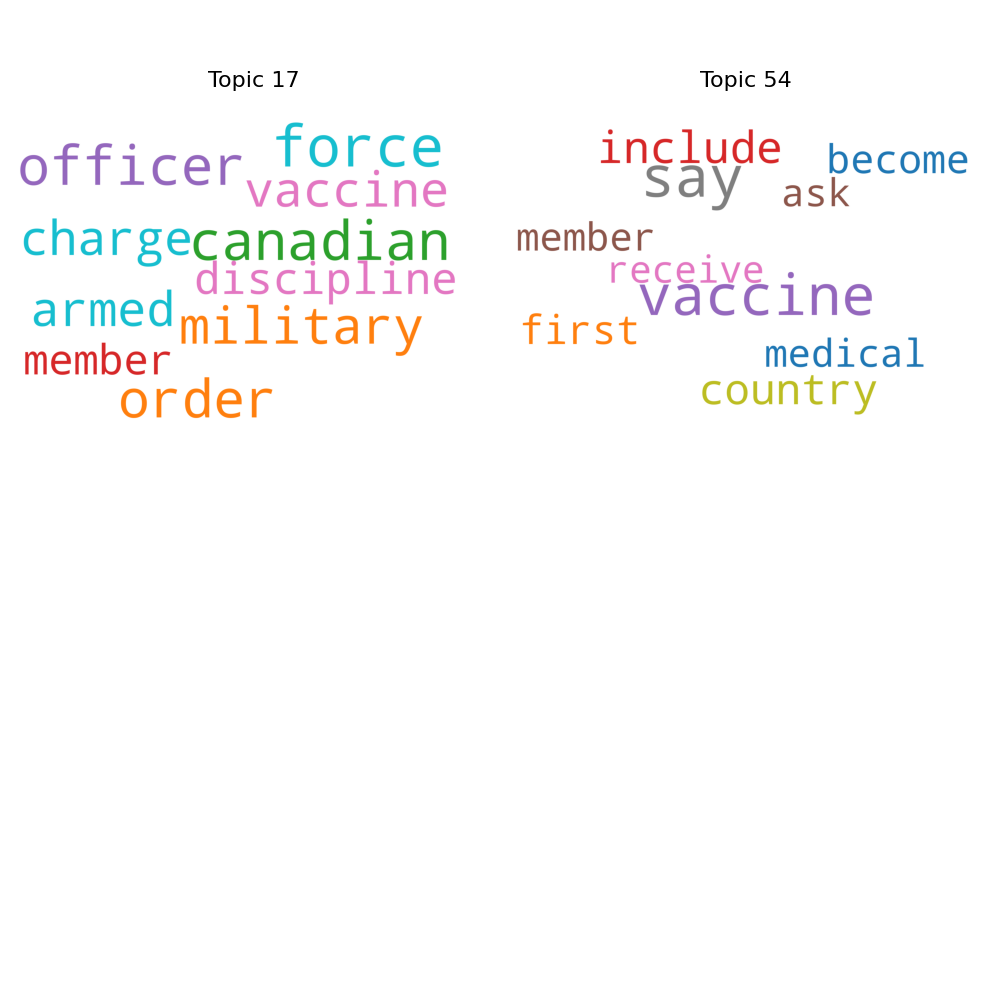 Topic 17
force
officer
vaccine
charge
canadian
discipline
armed
military
member
order
Topic 54
include
become
say
ask
member
receive
vaccine
first
medical
country